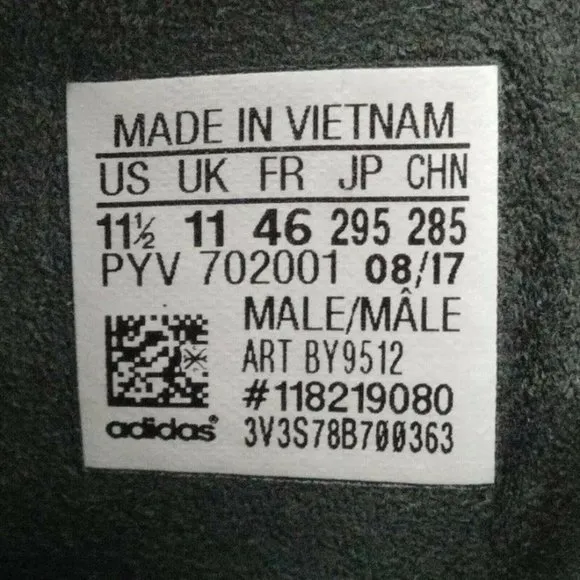 MADE IN VIETNAM
US UK FR JP CHN
11½ 11 46 295 285
PYV 702001 08/17
MALE/MÂLE
ART BY9512
#118219080
adidas® 3V3S78B700363